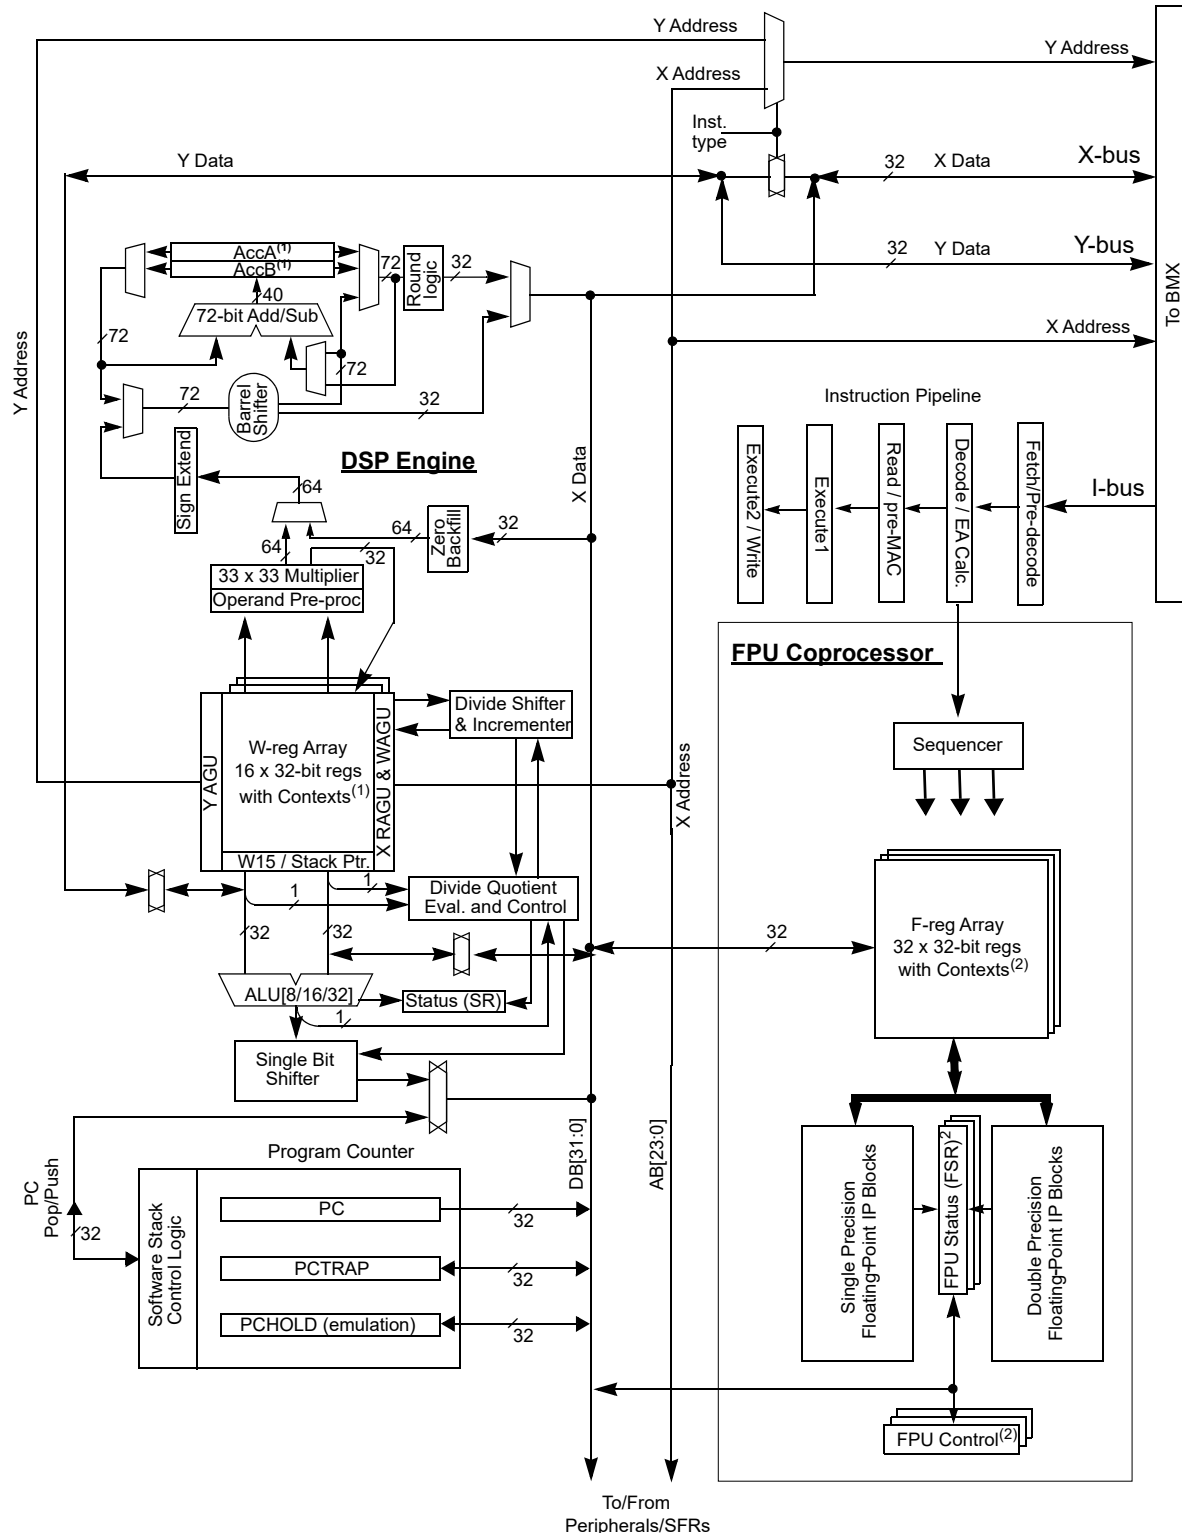 Y Address
Y Address
X Address
Inst.
type
Y Data
32
X Data
X-bus
32
Y Data
Y-bus
To BMX
X Address
Y Address
AccA(1)
AccB(1)
72
Round
logic
32
40
72-bit Add/Sub
72
72
72
Barrel
Shifter
32
DSP Engine
Sign Extend
64
64
64
32
Zero
Backfill
32
X Data
33 x 33 Multiplier
Operand Pre-proc
Instruction Pipeline
Execute2 / Write
Execute1
Read / pre-MAC
Decode / EA Calc.
Fetch/Pre-decode
I-bus
FPU Coprocessor
Sequencer
Y AGU
W-reg Array
16 x 32-bit regs
with Contexts(1)
X RAGU & WAGU
W15 / Stack Ptr.
Divide Shifter
& Incrementer
X Address
1
1
Divide Quotient
Eval. and Control
32
32
32
F-reg Array
32 x 32-bit regs
with Contexts(2)
ALU[8/16/32]
Status (SR)
1
Single Bit
Shifter
PC
Pop/Push
32
Program Counter
Software Stack
Control Logic
PC
32
PCTRAP
32
PCHOLD (emulation)
32
DB[31:0]
AB[23:0]
Single Precision
Floating-Point IP Blocks
FPU Status (FSR)2
Double Precision
Floating-Point IP Blocks
FPU Control(2)
To/From
Peripherals/SFRs